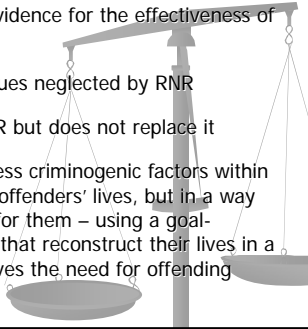 vidence for the effectiveness of
ues neglected by RNR
R but does not replace it
ess criminogenic factors within
offenders' lives, but in a way
for them – using a goal-
that reconstruct their lives in a
ves the need for offending